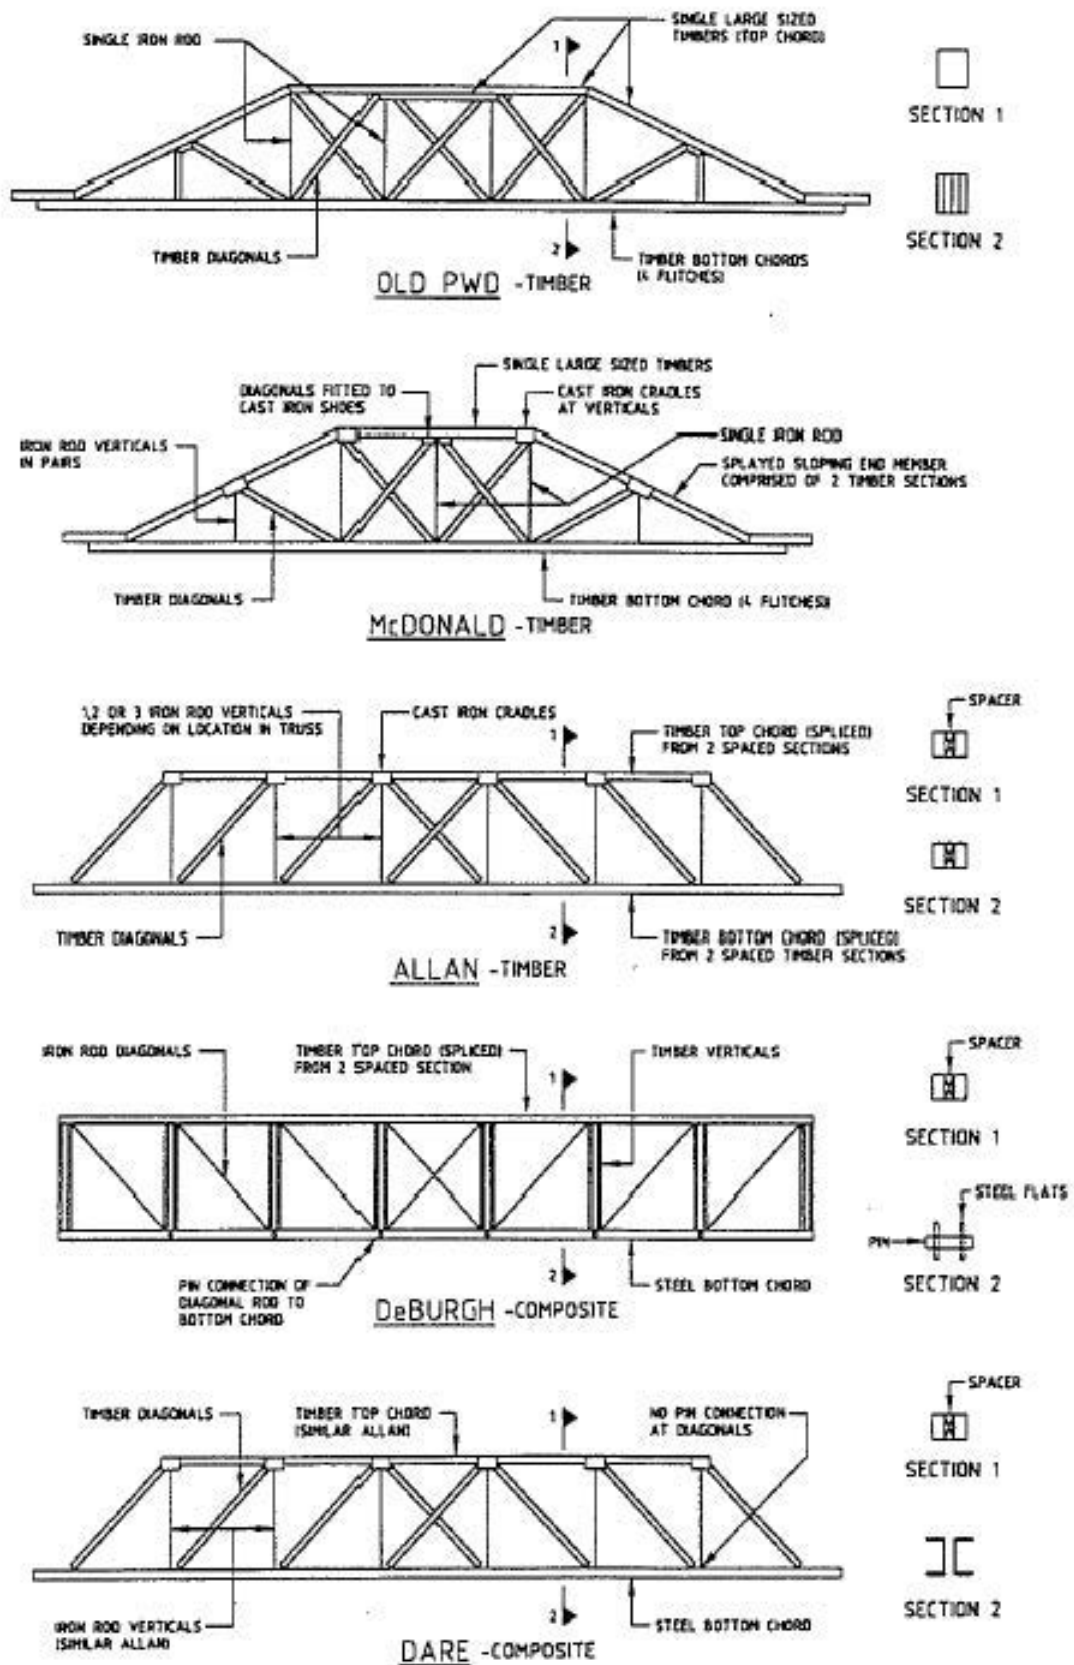 SINGLE IRON ROD
SINGLE LARGE SIZED
TIMBERS (TOP CHORD)
1
SECTION 1
SECTION 2
TIMBER DIAGONALS
2
TIMBER BOTTOM CHORDS
(4 FLITCHES)
OLD PWD - TIMBER
SINGLE LARGE SIZED TIMBERS
DIAGONALS FITTED TO
CAST IRON SHOES
CAST IRON CRADLES
AT VERTICALS
IRON ROD VERTICALS
IN PAIRS
SINGLE IRON ROD
SPLAYED SLOPING END MEMBER
COMPRISED OF 2 TIMBER SECTIONS
TIMBER DIAGONALS
TIMBER BOTTOM CHORD (4 FLITCHES)
McDONALD - TIMBER
1,2 OR 3 IRON ROD VERTICALS
DEPENDING ON LOCATION IN TRUSS
CAST IRON CRADLES
1
TIMBER TOP CHORD (SPLICED)
FROM 2 SPACED SECTIONS
SPACER
SECTION 1
SECTION 2
TIMBER DIAGONALS
2
TIMBER BOTTOM CHORD (SPLICED)
FROM 2 SPACED TIMBER SECTIONS
ALLAN - TIMBER
IRON ROD DIAGONALS
TIMBER TOP CHORD (SPLICED)
FROM 2 SPACED SECTION
1
TIMBER VERTICALS
SPACER
SECTION 1
STEEL FLATS
PIN
SECTION 2
PIN CONNECTION OF
DIAGONAL ROD TO
BOTTOM CHORD
2
STEEL BOTTOM CHORD
DeBURGH - COMPOSITE
TIMBER DIAGONALS
TIMBER TOP CHORD
(SIMILAR ALLAN)
1
NO PIN CONNECTION
AT DIAGONALS
SPACER
SECTION 1
SECTION 2
IRON ROD VERTICALS
(SIMILAR ALLAN)
2
STEEL BOTTOM CHORD
DARE - COMPOSITE